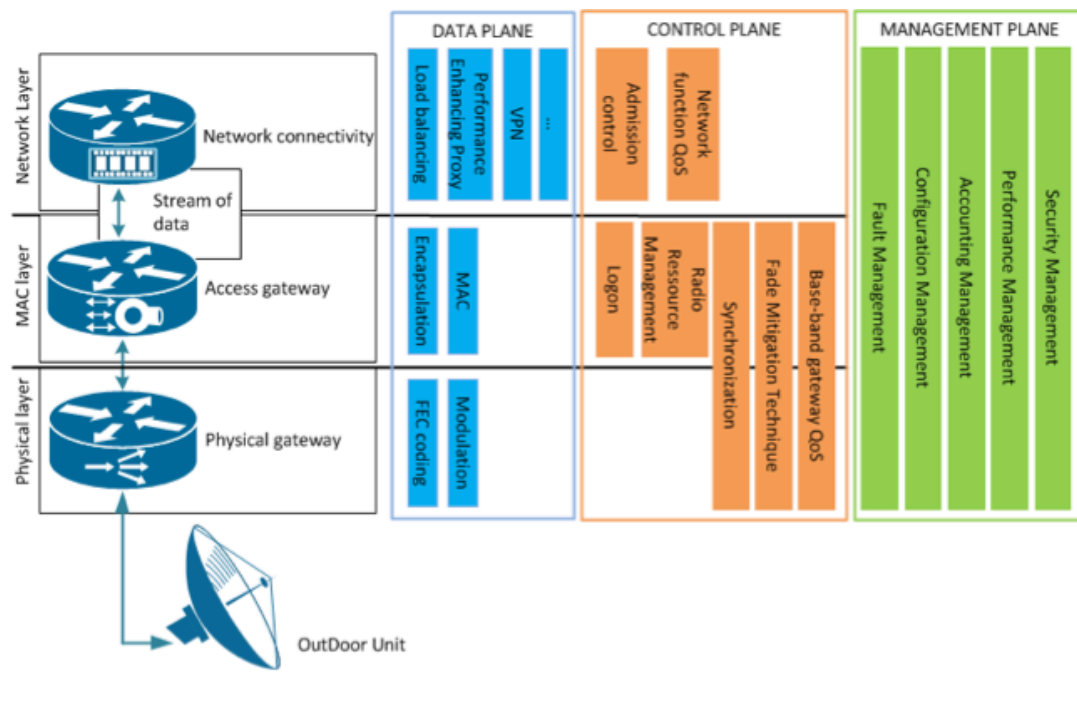 DATA PLANE
CONTROL PLANE
MANAGEMENT PLANE
Network Layer
Network connectivity
Stream of
data
Load balancing
Performance
Enhancing Proxy
VPN
...
Admission
control
Network
function QoS
MAC layer
Access gateway
Encapsulation
MAC
Logon
Radio
Ressource
Management
Synchronization
Fade Mitigation Technique
Base-band gateway QoS
Physical layer
Physical gateway
FEC coding
Modulation
Fault Management
Configuration Management
Accounting Management
Performance Management
Security Management
OutDoor Unit